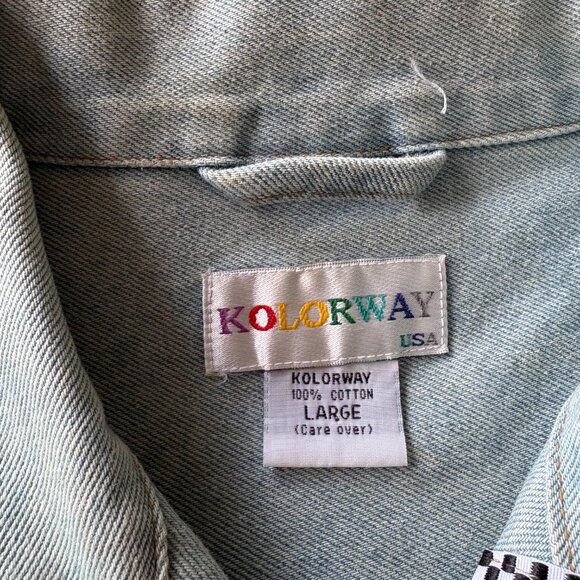 KOLORWAY
USA
KOLORWAY
100% COTTON
LARGE
(Care over)